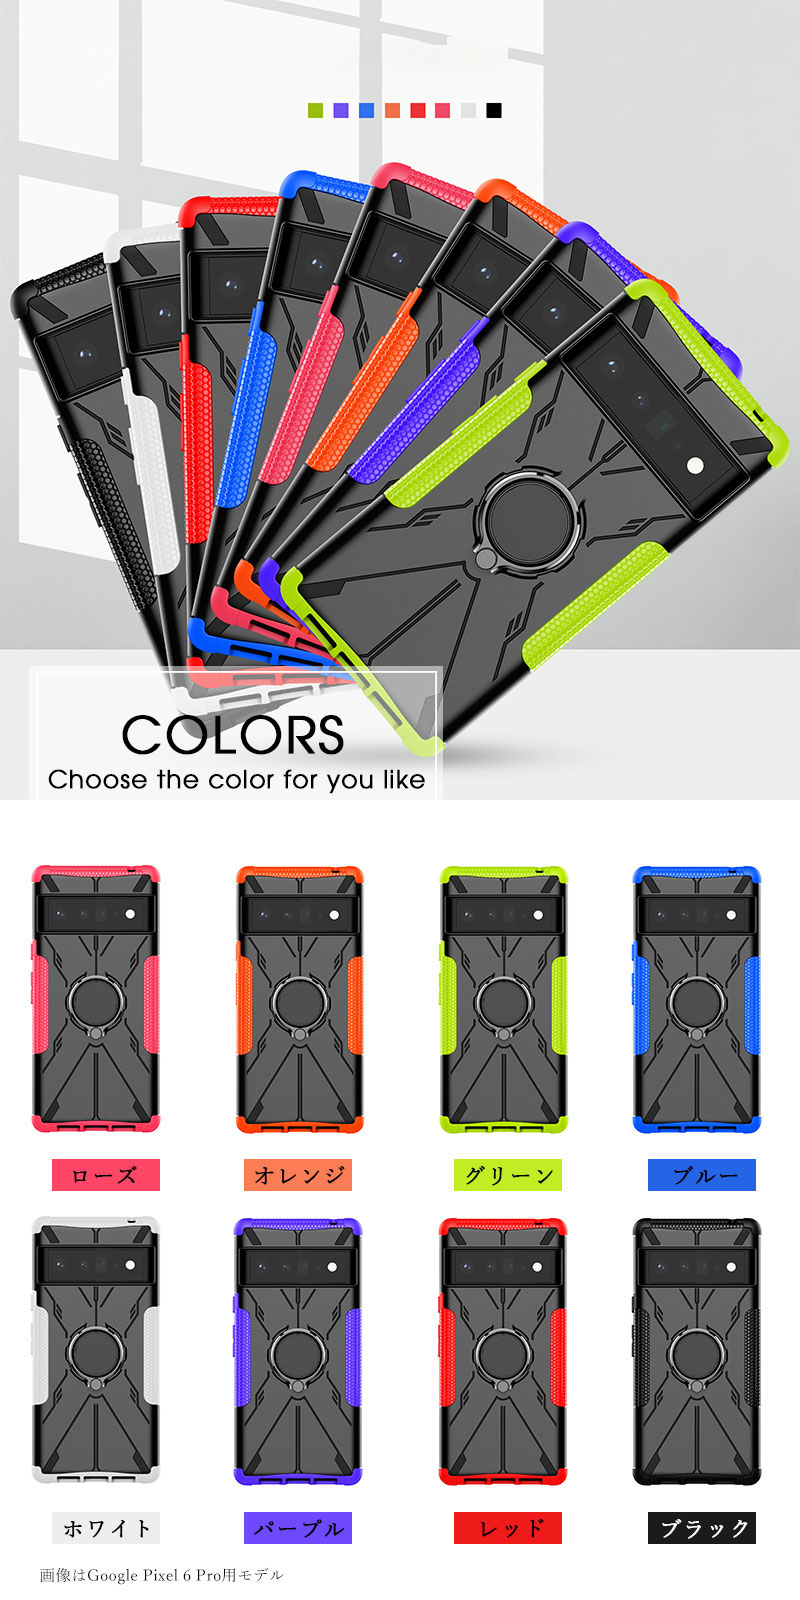 COLORS
Choose the color for you like
ローズ
オレンジ
グリーン
ブルー
ホワイト
パープル
レッド
ブラック
画像はGoogle Pixel 6 Pro用モデル